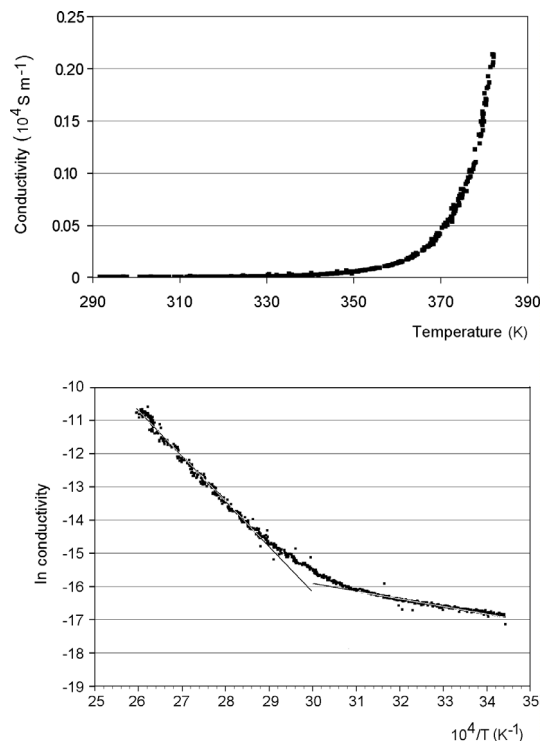 0.25
0.20
0.15
0.10
0.05
0
Conductivity (10⁴ S m⁻¹)
290 310 330 350 370 390
Temperature (K)
-10
-11
-12
-13
-14
-15
-16
-17
-18
-19
ln conductivity
25 26 27 28 29 30 31 32 33 34 35
10⁴/T (K⁻¹)